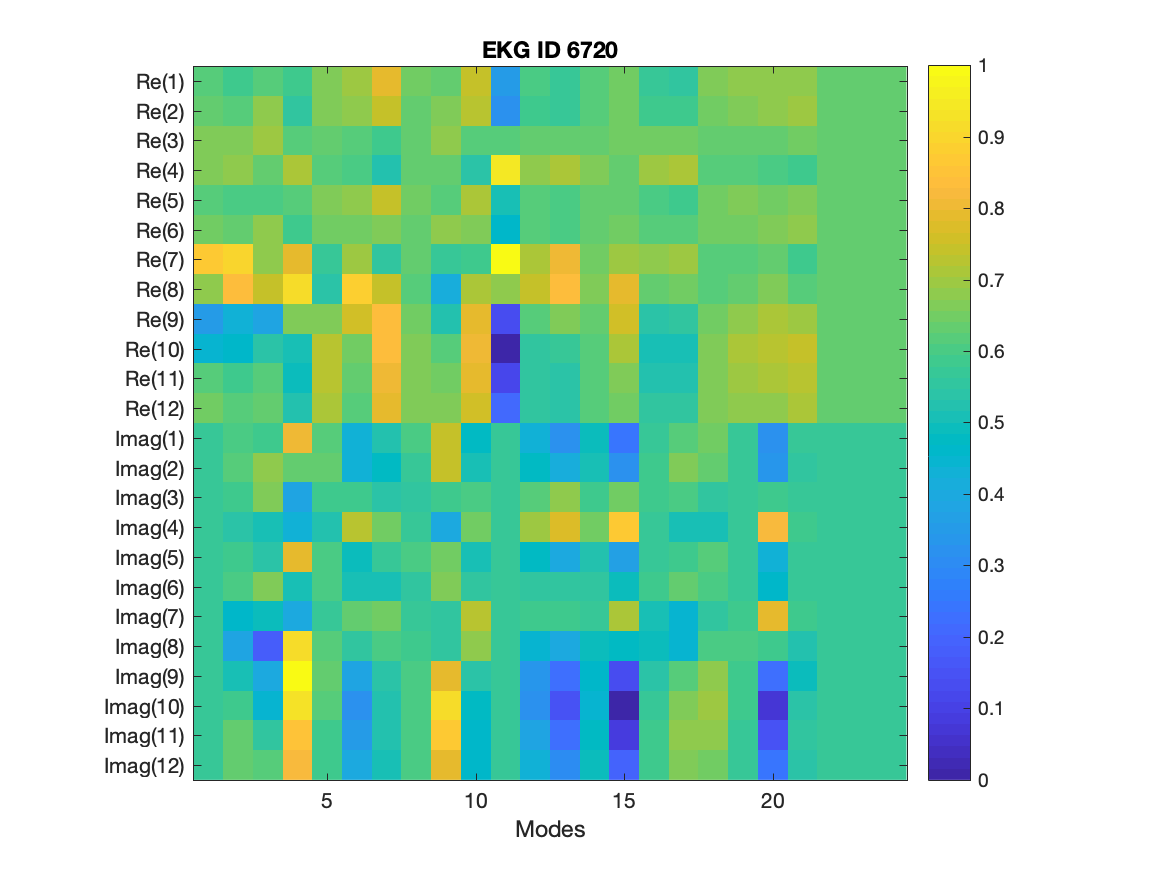 EKG ID 6720
Re(1)
Re(2)
Re(3)
Re(4)
Re(5)
Re(6)
Re(7)
Re(8)
Re(9)
Re(10)
Re(11)
Re(12)
Imag(1)
Imag(2)
Imag(3)
Imag(4)
Imag(5)
Imag(6)
Imag(7)
Imag(8)
Imag(9)
Imag(10)
Imag(11)
Imag(12)
5 10 15 20
Modes
1
0.9
0.8
0.7
0.6
0.5
0.4
0.3
0.2
0.1
0